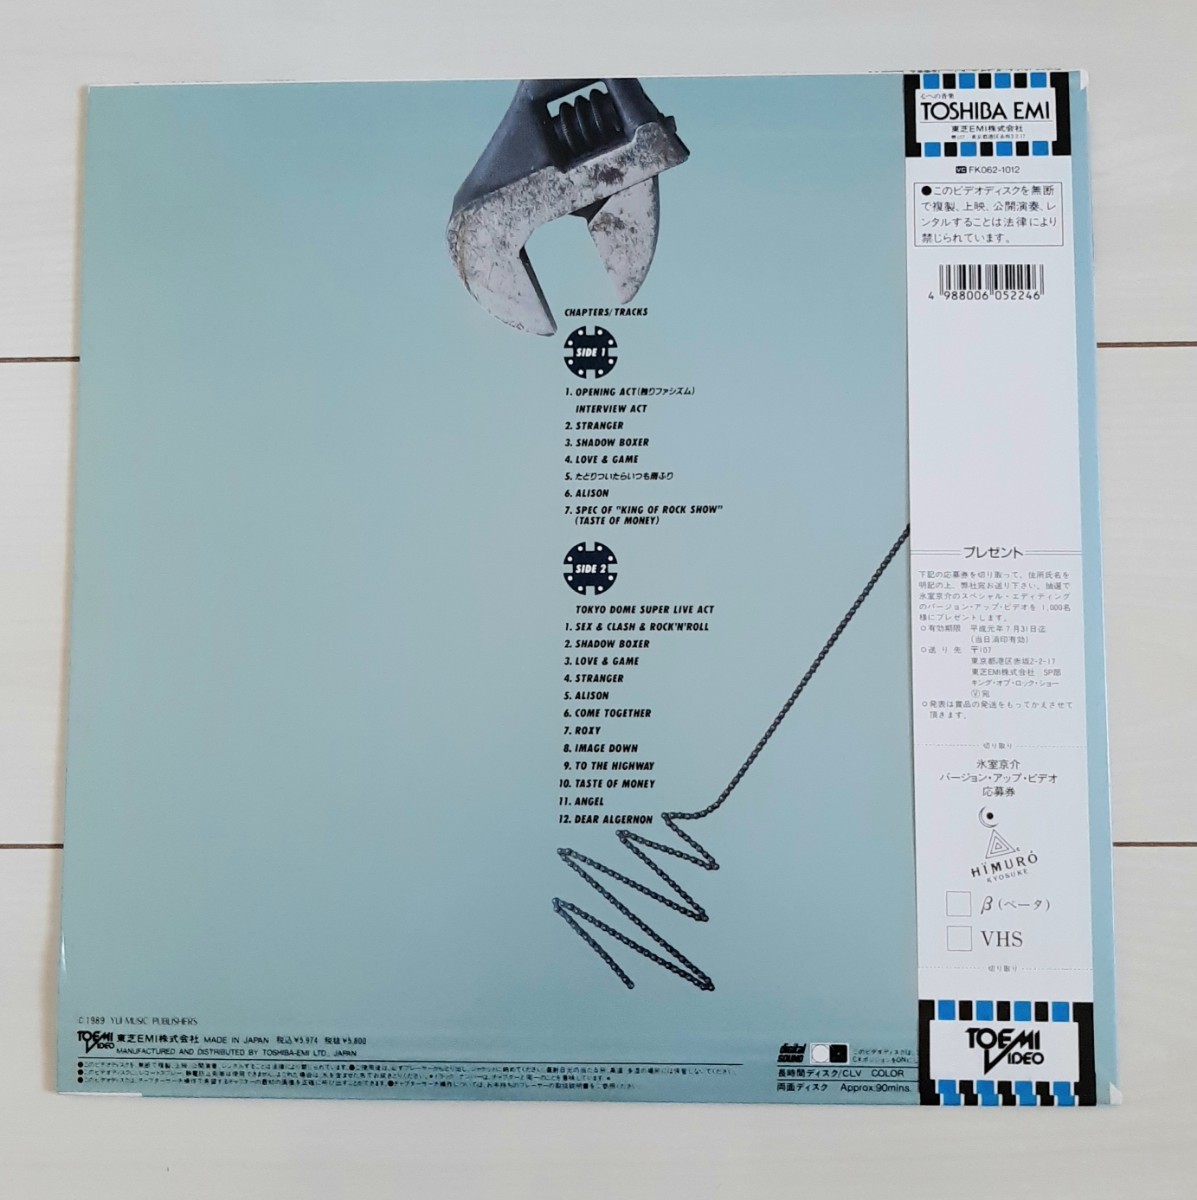 CHAPTERS/TRACKS
SIDE 1
1. OPENING ACT(独りファシズム)
INTERVIEW ACT
2. STRANGER
3. SHADOW BOXER
4. LOVE & GAME
5. たどりついたらいつも雨ふり
6. ALISON
7. SPEC OF "KING OF ROCK SHOW"
(TASTE OF MONEY)
SIDE 2
TOKYO DOME SUPER LIVE ACT
1. SEX & CLASH & ROCK'N'ROLL
2. SHADOW BOXER
3. LOVE & GAME
4. STRANGER
5. ALISON
6. COME TOGETHER
7. ROXY
8. IMAGE DOWN
9. TO THE HIGHWAY
10. TASTE OF MONEY
11. ANGEL
12. DEAR ALGERNON
©1989 YUI MUSIC PUBLISHERS
TOEMI VIDEO
東芝EMI株式会社 MADE IN JAPAN 税込¥5,974 税抜¥5,800
MANUFACTURED AND DISTRIBUTED BY TOSHIBA-EMI LTD. JAPAN
digital SOUND
長時間ディスク/CLV COLOR
両面ディスク Approx.90mins.
心への音楽
TOSHIBA EMI
東芝EMI株式会社
VC FK062-1012
●このビデオディスクを無断
で複製、上映、公開演奏、レ
ンタルすることは法律により
禁じられています。
4 988006 052246
プレゼント
下記の応募券を切り取って、住所氏名を
明記の上、弊社宛お送り下さい。抽選で
氷室京介のスペシャル・エディティング
のバージョン・アップ・ビデオを1,000名
様にプレゼントします。
○有効期限 平成元年7月31日迄
(当日消印有効)
○送り先 〒107
東京都港区赤坂2-2-17
東芝EMI株式会社 SP部
キング・オブ・ロック・ショー
Ⓥ宛
○発表は賞品の発送をもってかえさせて
頂きます。
切り取り
氷室京介
バージョン・アップ・ビデオ
応募券
HIMURO
KYOSUKE
β(ベータ)
VHS
切り取り
TOEMI
VIDEO